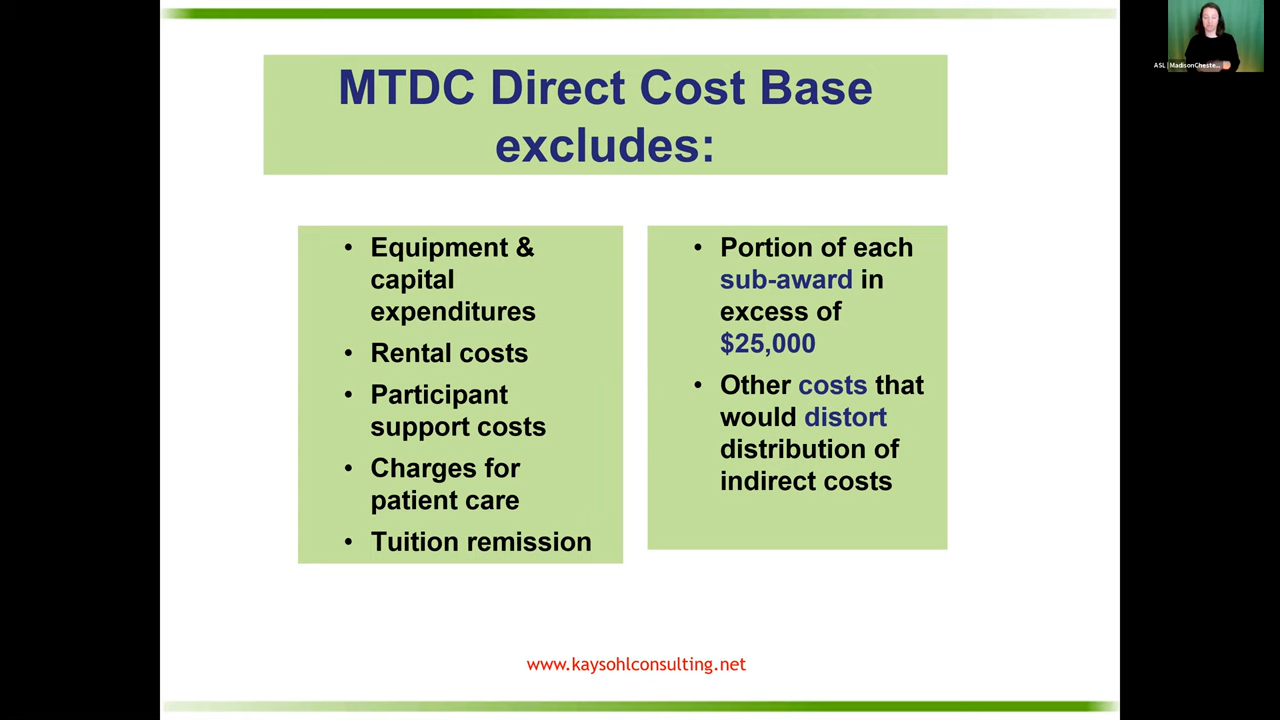 MTDC Direct Cost Base
excludes:
• Equipment &
capital
expenditures
• Rental costs
• Participant
support costs
• Charges for
patient care
• Tuition remission
• Portion of each
sub-award in
excess of
$25,000
• Other costs that
would distort
distribution of
indirect costs
www.kaysohlconsulting.net
ASL | MadisonCheste...